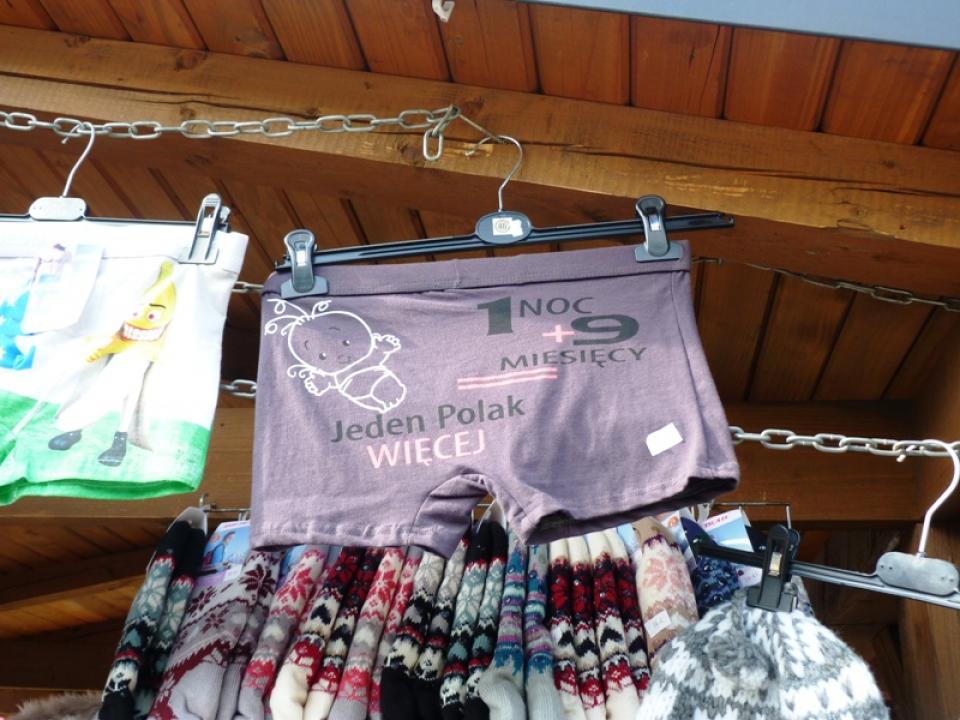 1 NOC
+9
MIESIĘCY
Jeden Polak
WIĘCEJ